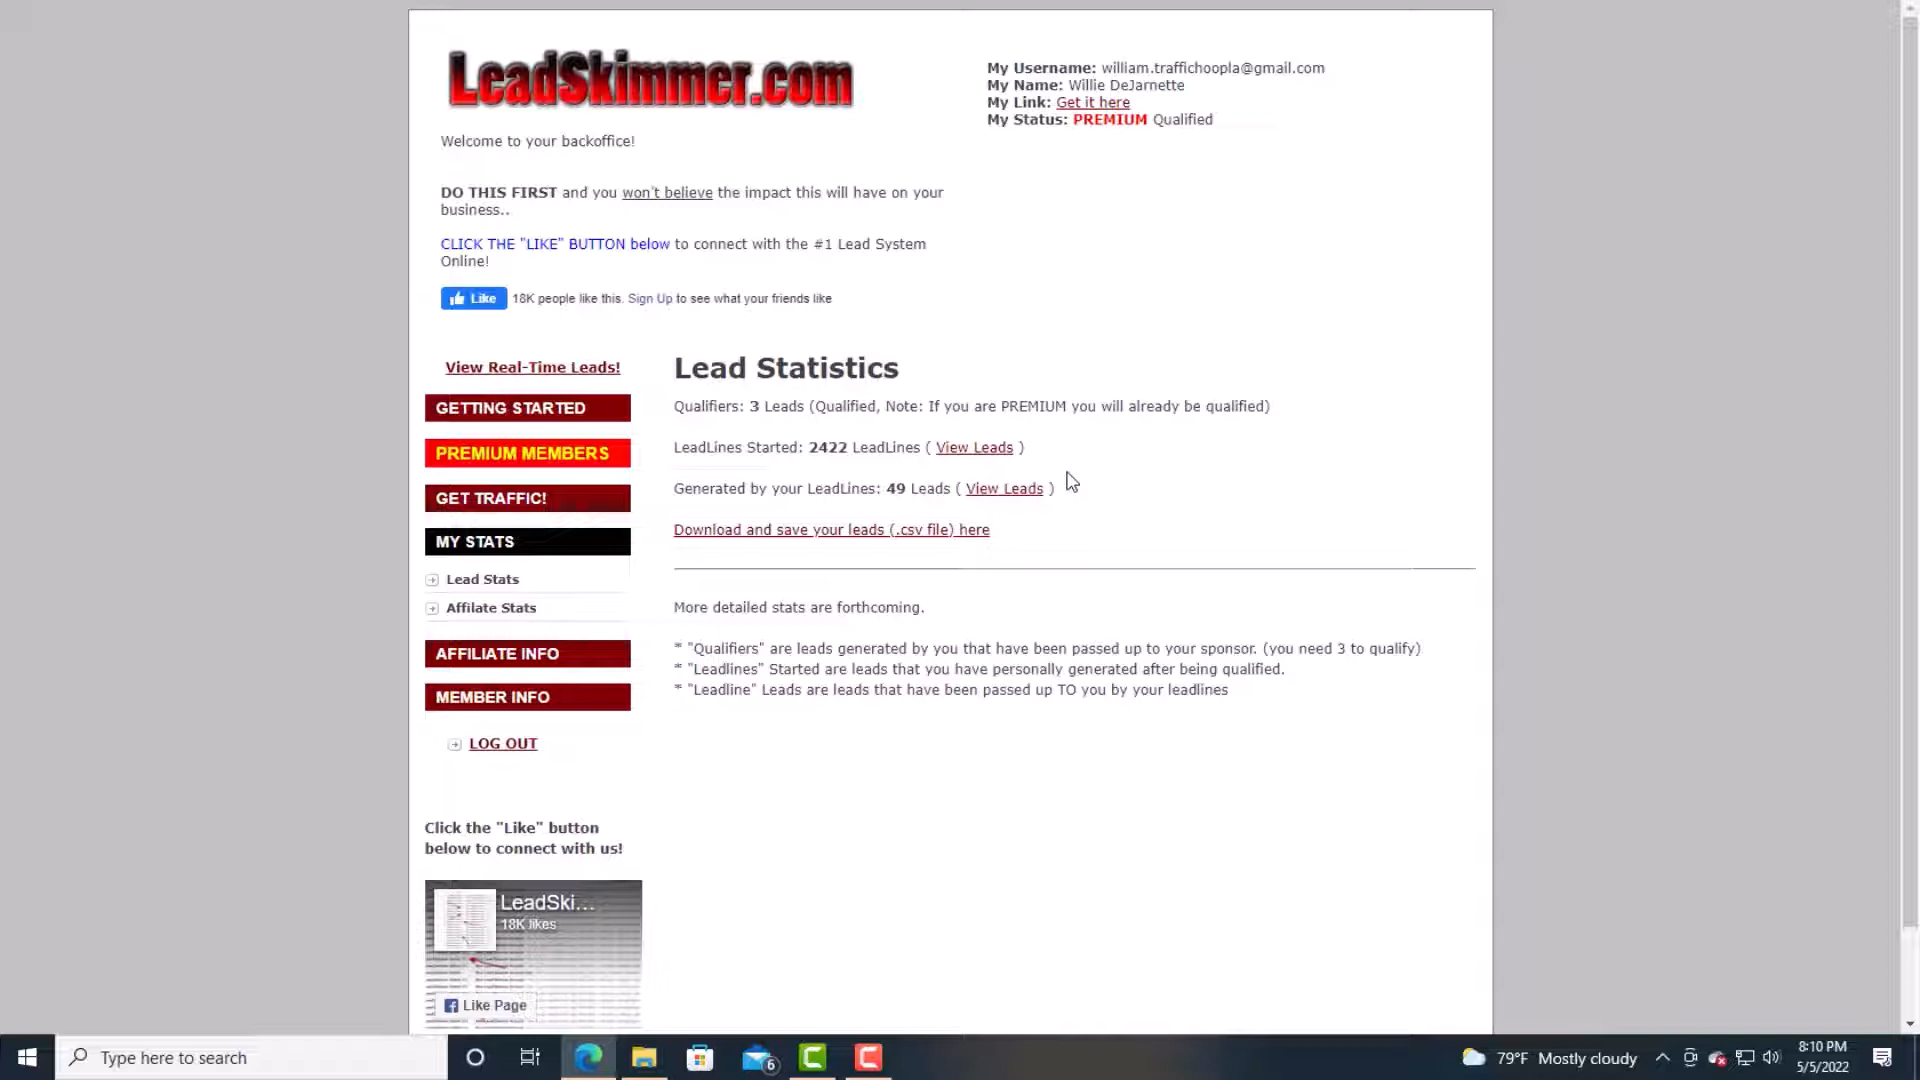 LeadSkimmer.com
My Username: william.traffichoopla@gmail.com
My Name: Willie DeJarnette
My Link: Get it here
My Status: PREMIUM Qualified
Welcome to your backoffice!
DO THIS FIRST and you won't believe the impact this will have on your
business..
CLICK THE "LIKE" BUTTON below to connect with the #1 Lead System
Online!
Like 18K people like this. Sign Up to see what your friends like
View Real-Time Leads!
GETTING STARTED
PREMIUM MEMBERS
GET TRAFFIC!
MY STATS
Lead Stats
Affilate Stats
AFFILIATE INFO
MEMBER INFO
LOG OUT
Click the "Like" button
below to connect with us!
LeadSki...
18K likes
Like Page
Lead Statistics
Qualifiers: 3 Leads (Qualified, Note: If you are PREMIUM you will already be qualified)
LeadLines Started: 2422 LeadLines ( View Leads )
Generated by your LeadLines: 49 Leads ( View Leads )
Download and save your leads (.csv file) here
More detailed stats are forthcoming.
* "Qualifiers" are leads generated by you that have been passed up to your sponsor. (you need 3 to qualify)
* "Leadlines" Started are leads that you have personally generated after being qualified.
* "Leadline" Leads are leads that have been passed up TO you by your leadlines
Type here to search
6
79°F Mostly cloudy
8:10 PM
5/5/2022